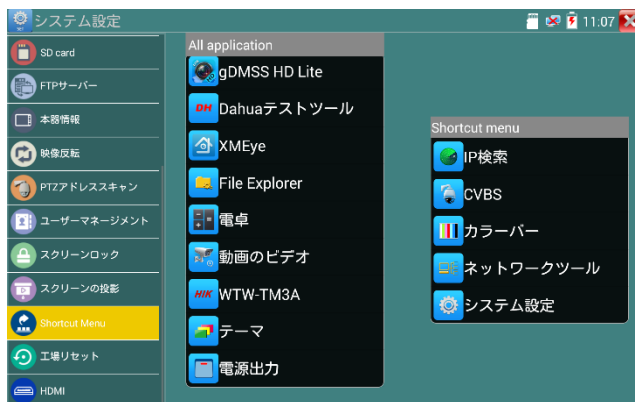 システム設定
11:07
SD card
FTPサーバー
本器情報
映像反転
PTZアドレススキャン
ユーザーマネージメント
スクリーンロック
スクリーンの投影
Shortcut Menu
工場リセット
HDMI
All application
gDMSS HD Lite
DH Dahuaテストツール
XMEye
File Explorer
電卓
動画のビデオ
HIK WTW-TM3A
テーマ
電源出力
Shortcut menu
IP検索
CVBS
カラーバー
ネットワークツール
システム設定